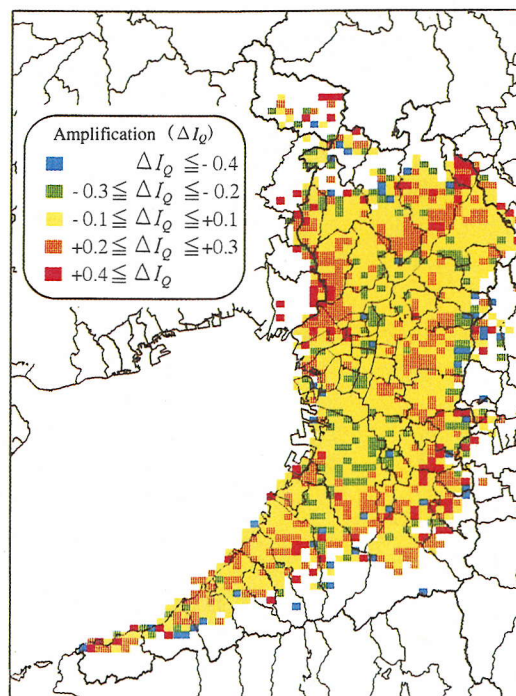 Amplification (ΔI_Q)
ΔI_Q ≦ - 0.4
- 0.3 ≦ ΔI_Q ≦ - 0.2
- 0.1 ≦ ΔI_Q ≦ +0.1
+0.2 ≦ ΔI_Q ≦ +0.3
+0.4 ≦ ΔI_Q